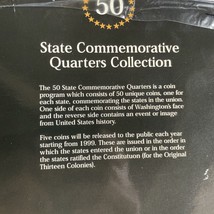 50
State Commemorative
Quarters Collection
The 50 State Commemorative Quarters is a coin
program which consists of 50 unique coins, one for
each state, commemorating the states in the union.
One side of each coin consists of Washington's face
and the reverse side contains an event or image
from United States history.
Five coins will be released to the public each year
starting from 1999. These are issued in the order in
which the states entered the union or in the order
the states ratified the Constitutuon (for the Original
Thirteen Colonies).